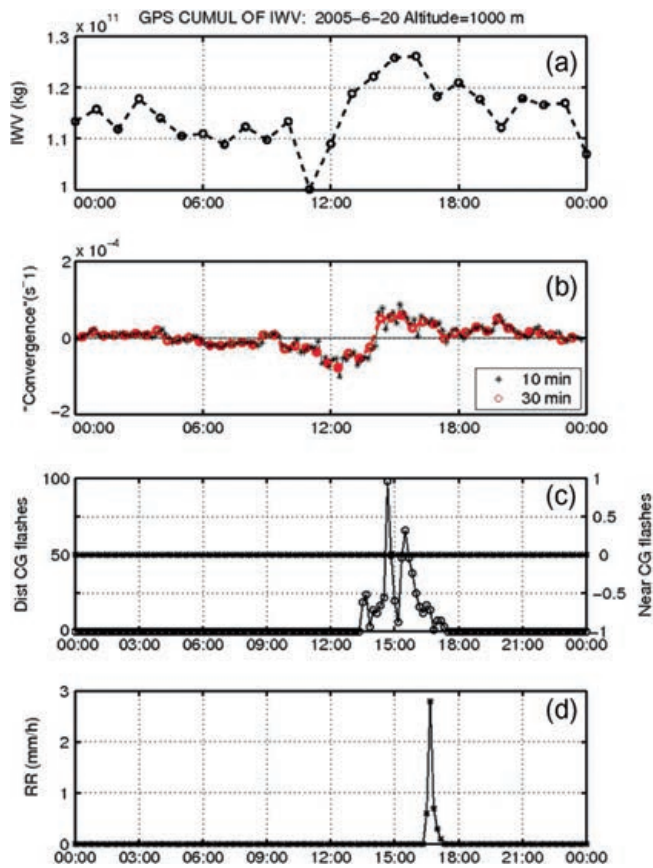 GPS CUMUL OF IWV: 2005-6-20 Altitude=1000 m
x 10^11
1.3
1.2
1.1
1
IWV (kg)
(a)
00:00 06:00 12:00 18:00 00:00
x 10^-4
2
0
−2
"Convergence"(s^-1)
(b)
10 min
30 min
00:00 06:00 12:00 18:00 00:00
100
50
0
Dist CG flashes
(c)
1
0.5
0
−0.5
−1
Near CG flashes
00:00 03:00 06:00 09:00 12:00 15:00 18:00 21:00 00:00
3
2
1
0
RR (mm/h)
(d)
00:00 03:00 06:00 09:00 12:00 15:00 18:00 21:00 00:00